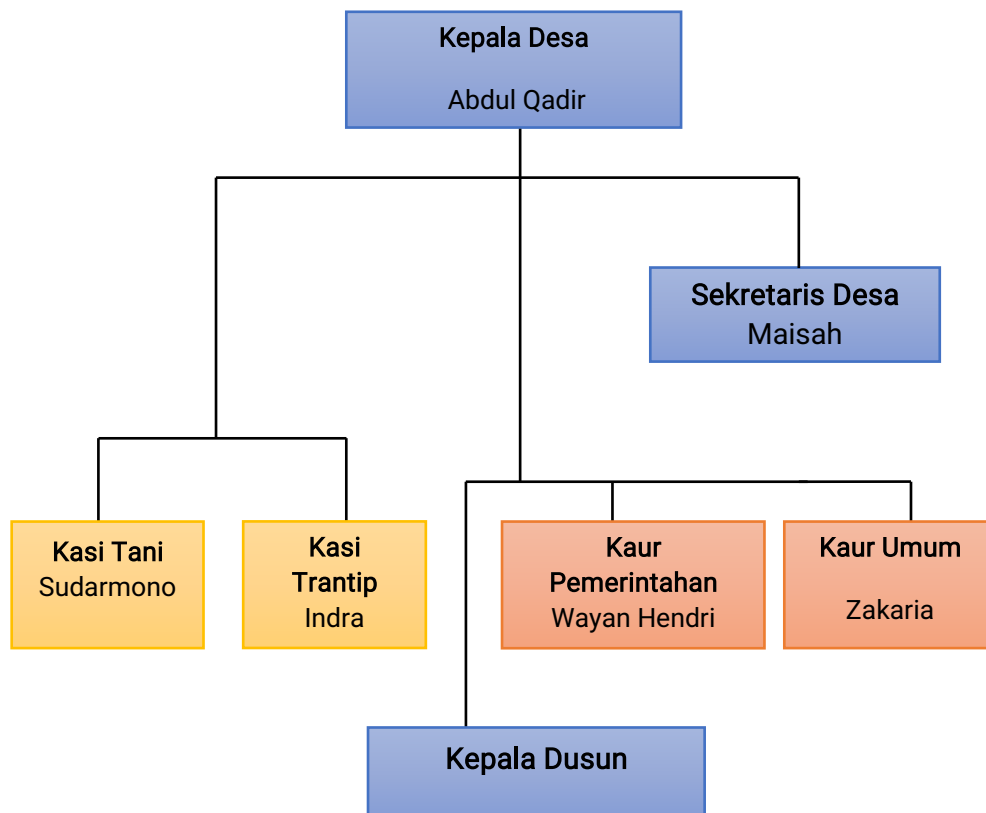 Kepala Desa
Abdul Qadir
Sekretaris Desa
Maisah
Kasi Tani
Sudarmono
Kasi
Trantip
Indra
Kaur
Pemerintahan
Wayan Hendri
Kaur Umum
Zakaria
Kepala Dusun